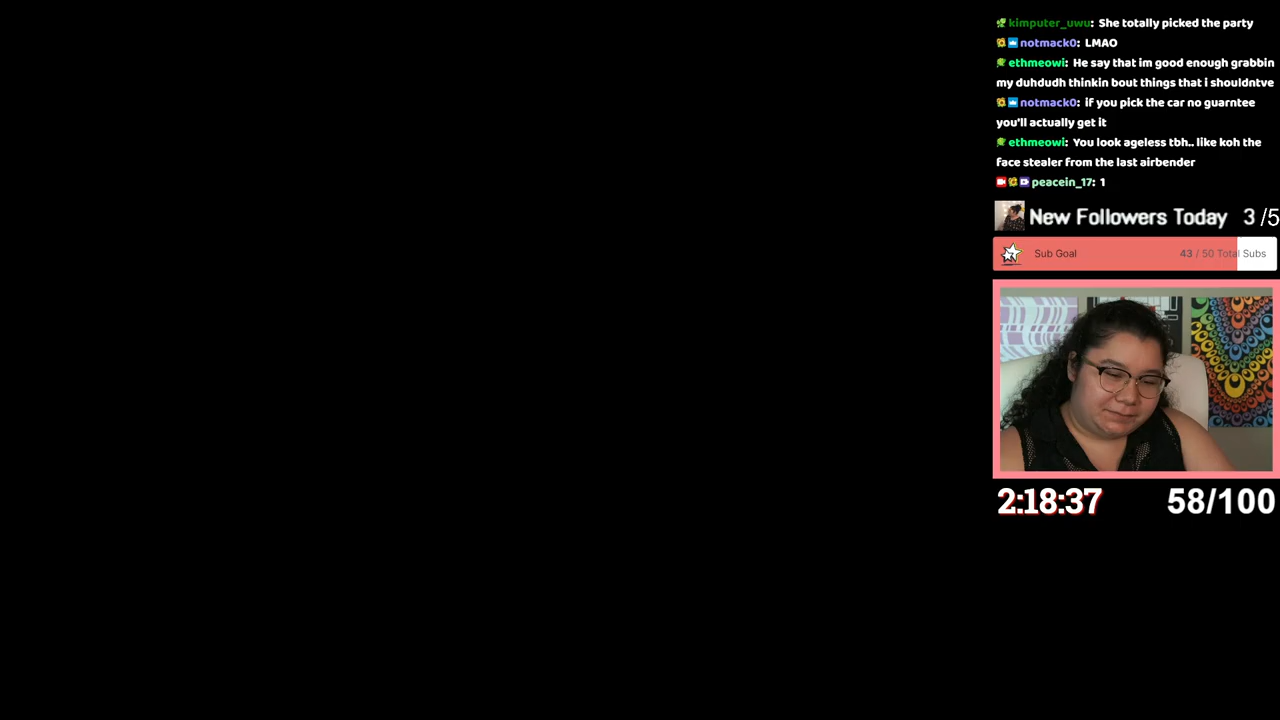 kimputer_uwu: She totally picked the party
notmack0: LMAO
ethmeowi: He say that im good enough grabbin
my duhdudh thinkin bout things that i shouldntve
notmack0: if you pick the car no guarntee
you'll actually get it
ethmeowi: You look ageless tbh.. like koh the
face stealer from the last airbender
peacein_17: 1
New Followers Today 3 /5
Sub Goal 43 / 50 Total Subs
2:18:37 58/100